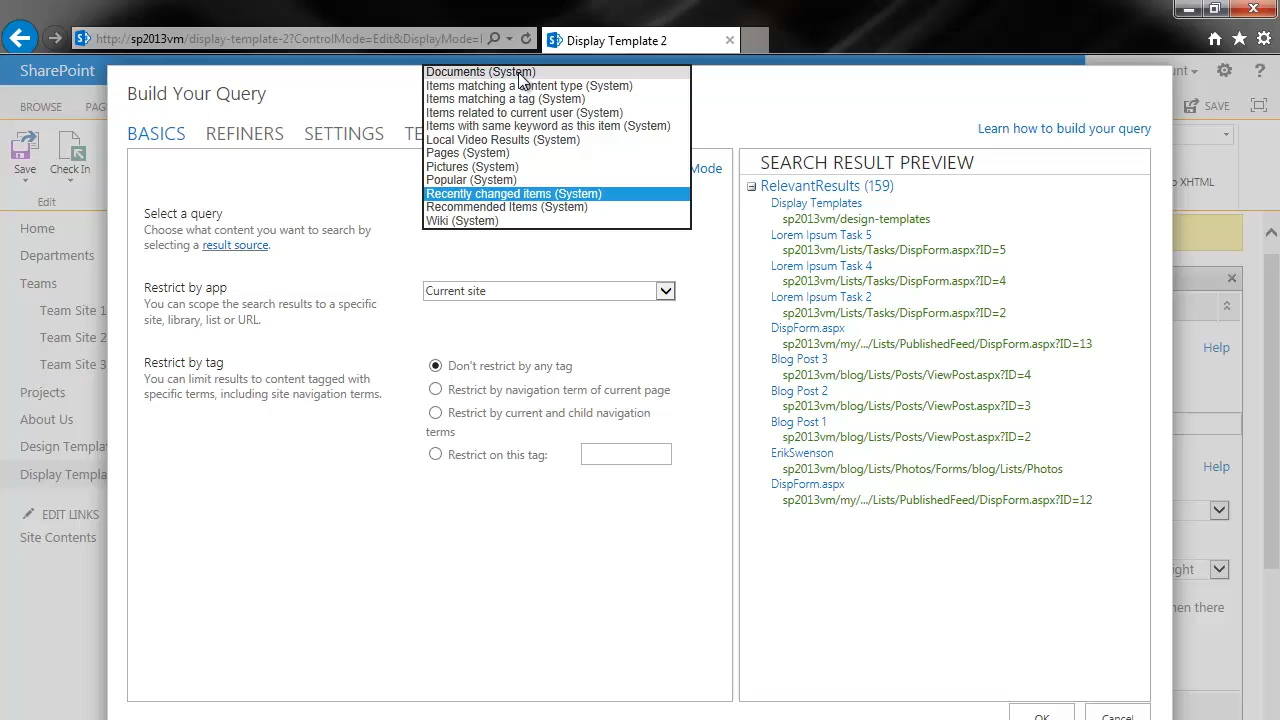 http://sp2013vm/display-template-2?ControlMode=Edit&DisplayMode=
Display Template 2
SharePoint
BROWSE
SAVE
Save
Check In
Edit
Home
Departments
Teams
Team Site 1
Team Site 2
Team Site 3
Projects
About Us
Design Templa
Display Templa
EDIT LINKS
Site Contents
Build Your Query
BASICS
REFINERS
SETTINGS
Learn how to build your query
Documents (System)
Items matching a content type (System)
Items matching a tag (System)
Items related to current user (System)
Items with same keyword as this item (System)
Local Video Results (System)
Pages (System)
Pictures (System)
Popular (System)
Recently changed items (System)
Recommended Items (System)
Wiki (System)
Mode
Select a query
Choose what content you want to search by
selecting a result source.
Restrict by app
You can scope the search results to a specific
site, library, list or URL.
Current site
Restrict by tag
You can limit results to content tagged with
specific terms, including site navigation terms.
Don't restrict by any tag
Restrict by navigation term of current page
Restrict by current and child navigation
terms
Restrict on this tag:
SEARCH RESULT PREVIEW
RelevantResults (159)
Display Templates
sp2013vm/design-templates
Lorem Ipsum Task 5
sp2013vm/Lists/Tasks/DispForm.aspx?ID=5
Lorem Ipsum Task 4
sp2013vm/Lists/Tasks/DispForm.aspx?ID=4
Lorem Ipsum Task 2
sp2013vm/Lists/Tasks/DispForm.aspx?ID=2
DispForm.aspx
sp2013vm/my/.../Lists/PublishedFeed/DispForm.aspx?ID=13
Blog Post 3
sp2013vm/blog/Lists/Posts/ViewPost.aspx?ID=4
Blog Post 2
sp2013vm/blog/Lists/Posts/ViewPost.aspx?ID=3
Blog Post 1
sp2013vm/blog/Lists/Posts/ViewPost.aspx?ID=2
ErikSwenson
sp2013vm/blog/Lists/Photos/Forms/blog/Lists/Photos
DispForm.aspx
sp2013vm/my/.../Lists/PublishedFeed/DispForm.aspx?ID=12
XHTML
Help
Help
ght
hen there
OK
Cancel